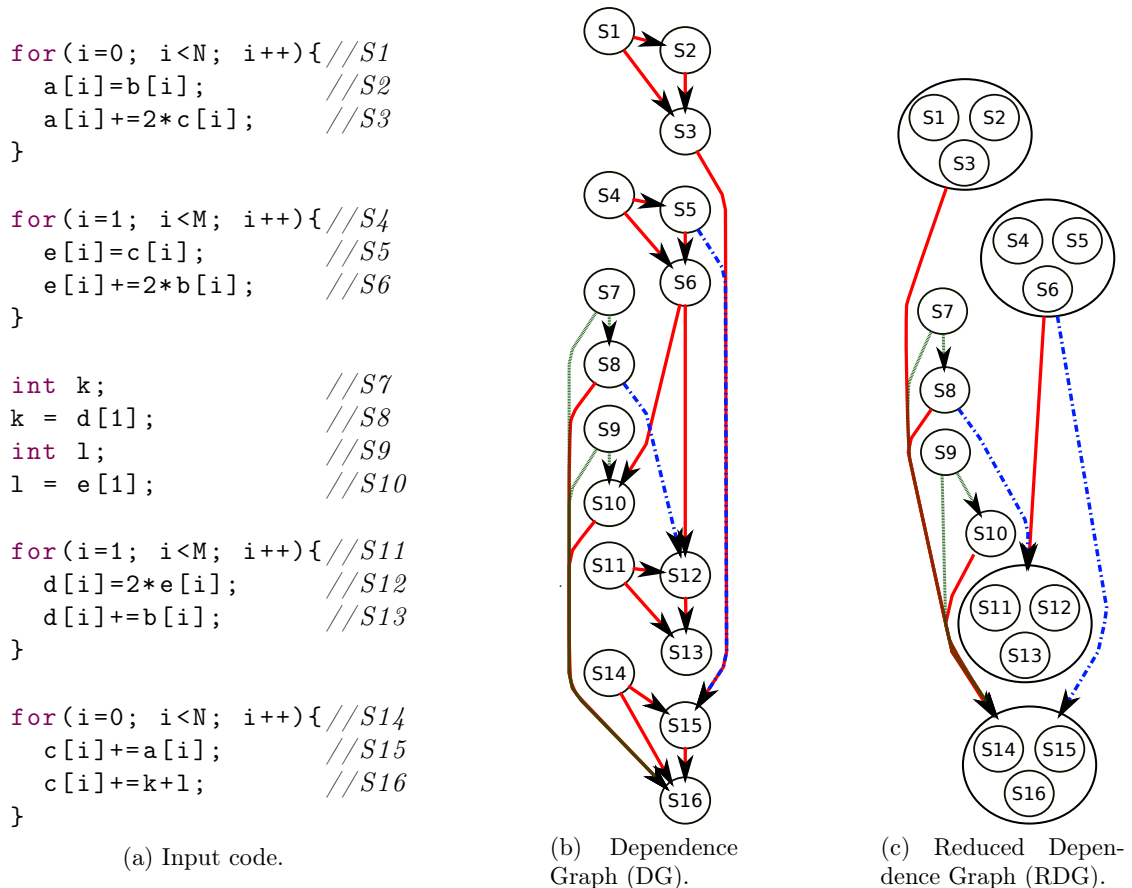 for(i=0; i<N; i++){//S1
a[i]=b[i]; //S2
a[i]+=2*c[i]; //S3
}
for(i=1; i<M; i++){//S4
e[i]=c[i]; //S5
e[i]+=2*b[i]; //S6
}
int k; //S7
k = d[1]; //S8
int l; //S9
l = e[1]; //S10
for(i=1; i<M; i++){//S11
d[i]=2*e[i]; //S12
d[i]+=b[i]; //S13
}
for(i=0; i<N; i++){//S14
c[i]+=a[i]; //S15
c[i]+=k+l; //S16
}
(a) Input code.
S1
S2
S3
S4
S5
S6
S7
S8
S9
S10
S11
S12
S13
S14
S15
S16
(b) Dependence
Graph (DG).
S1 S2
S3
S4 S5
S6
S7
S8
S9
S10
S11 S12
S13
S14 S15
S16
(c) Reduced Depen-
dence Graph (RDG).